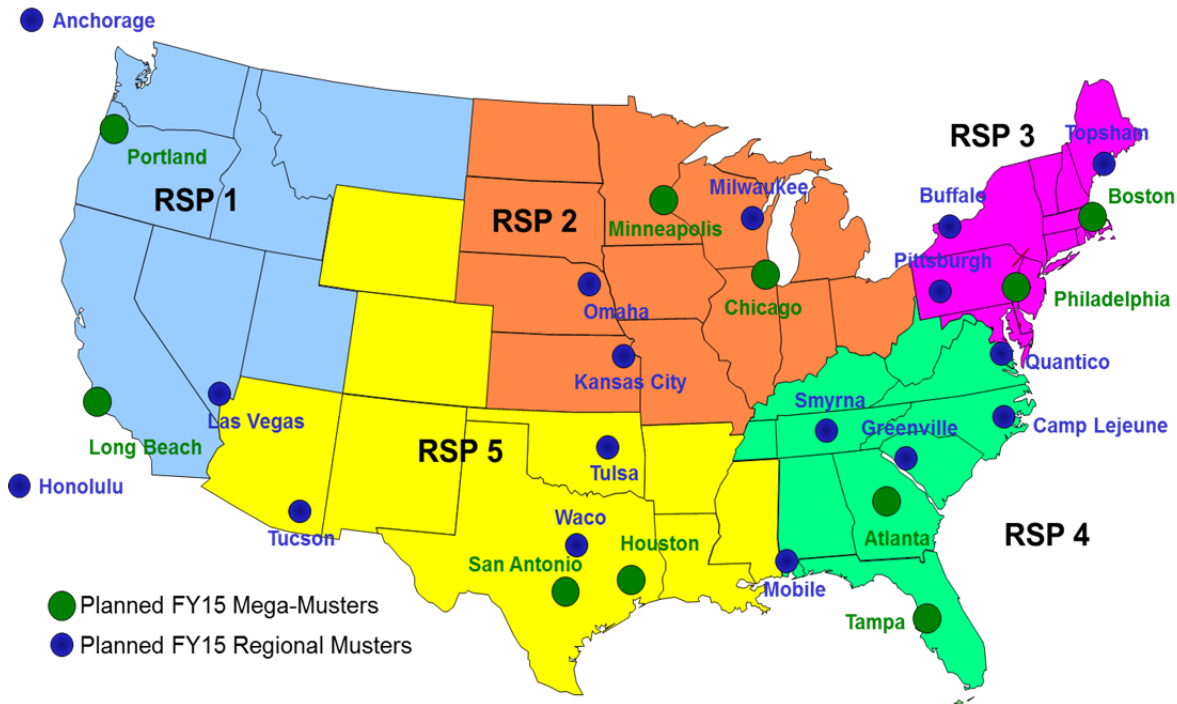 Anchorage
Portland
RSP 1
RSP 2
RSP 3
Topsham
Milwaukee
Buffalo
Boston
Minneapolis
Pittsburgh
Chicago
Omaha
Philadelphia
Kansas City
Quantico
Las Vegas
Smyrna
Long Beach
Greenville
Camp Lejeune
RSP 5
Tulsa
Honolulu
Tucson
Waco
Houston
San Antonio
Atlanta
RSP 4
Mobile
Tampa
Planned FY15 Mega-Musters
Planned FY15 Regional Musters